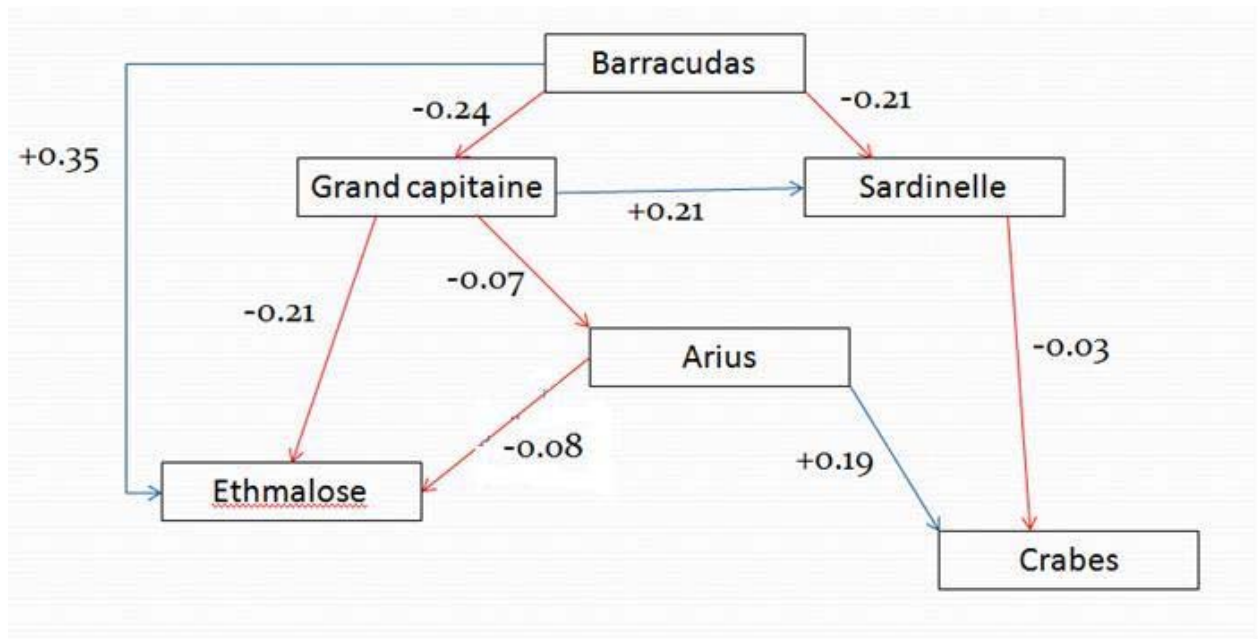 Barracudas
-0.24
-0.21
+0.35
Grand capitaine
Sardinelle
+0.21
-0.07
-0.21
-0.03
Arius
-0.08
+0.19
Ethmalose
Crabes